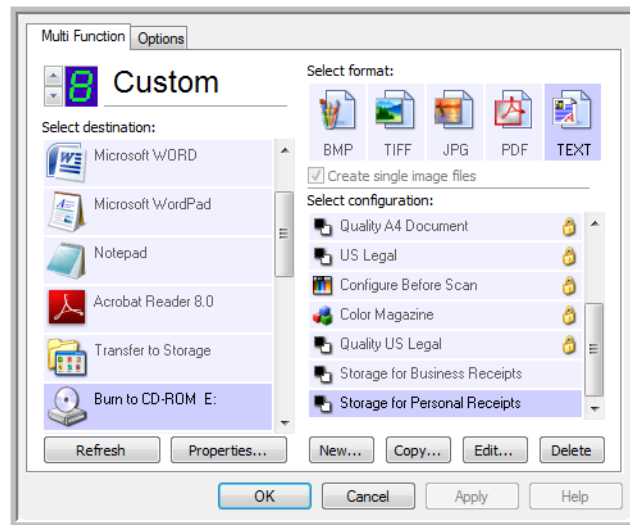 Multi Function
Options
8
Custom
Select destination:
Microsoft WORD
Microsoft WordPad
Notepad
Acrobat Reader 8.0
Transfer to Storage
Burn to CD-ROM E:
Refresh
Properties...
Select format:
BMP
TIFF
JPG
PDF
TEXT
Create single image files
Select configuration:
Quality A4 Document
US Legal
Configure Before Scan
Color Magazine
Quality US Legal
Storage for Business Receipts
Storage for Personal Receipts
New...
Copy...
Edit...
Delete
OK
Cancel
Apply
Help